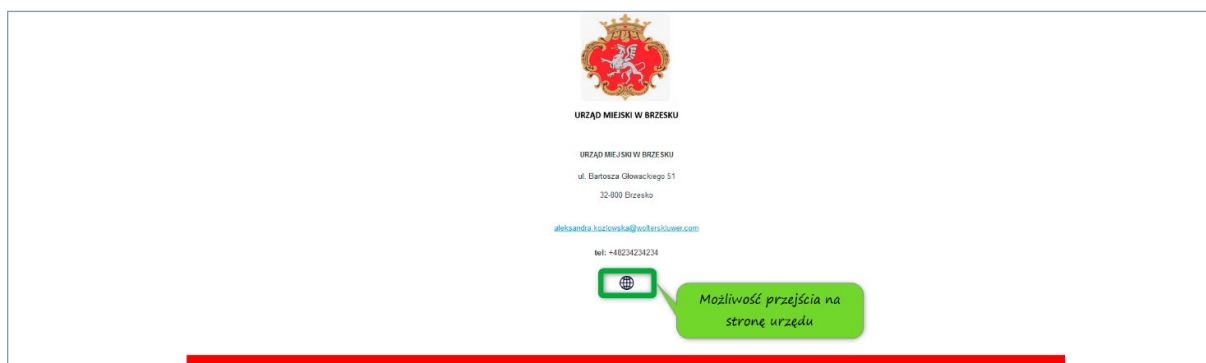 URZĄD MIEJSKI W BRZESKU
URZĄD MIEJSKI W BRZESKU
ul. Bartosza Głowackiego 51
32-800 Brzesko
aleksandra.kozlowska@wolterskluwer.com
tel: +48234234234
Możliwość przejścia na
stronę urzędu